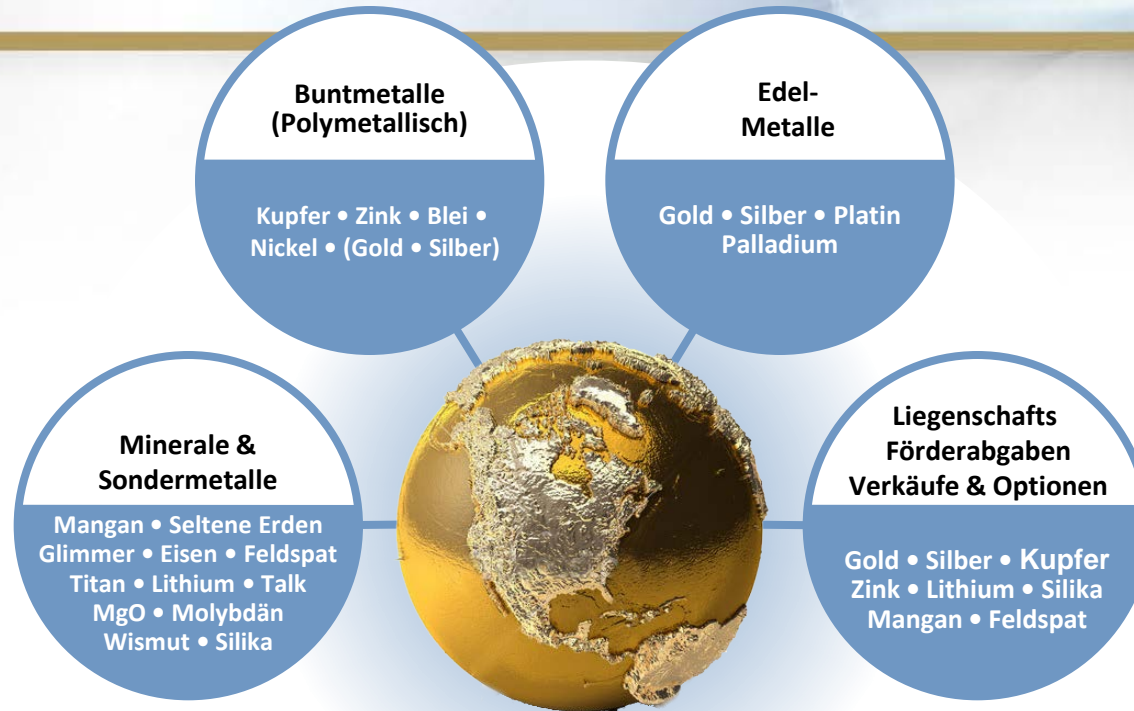 Buntmetalle
(Polymetallisch)
Kupfer • Zink • Blei •
Nickel • (Gold • Silber)
Edel-
Metalle
Gold • Silber • Platin
Palladium
Minerale &
Sondermetalle
Mangan • Seltene Erden
Glimmer • Eisen • Feldspat
Titan • Lithium • Talk
MgO • Molybdän
Wismut • Silika
Liegenschafts
Förderabgaben
Verkäufe & Optionen
Gold • Silber • Kupfer
Zink • Lithium • Silika
Mangan • Feldspat